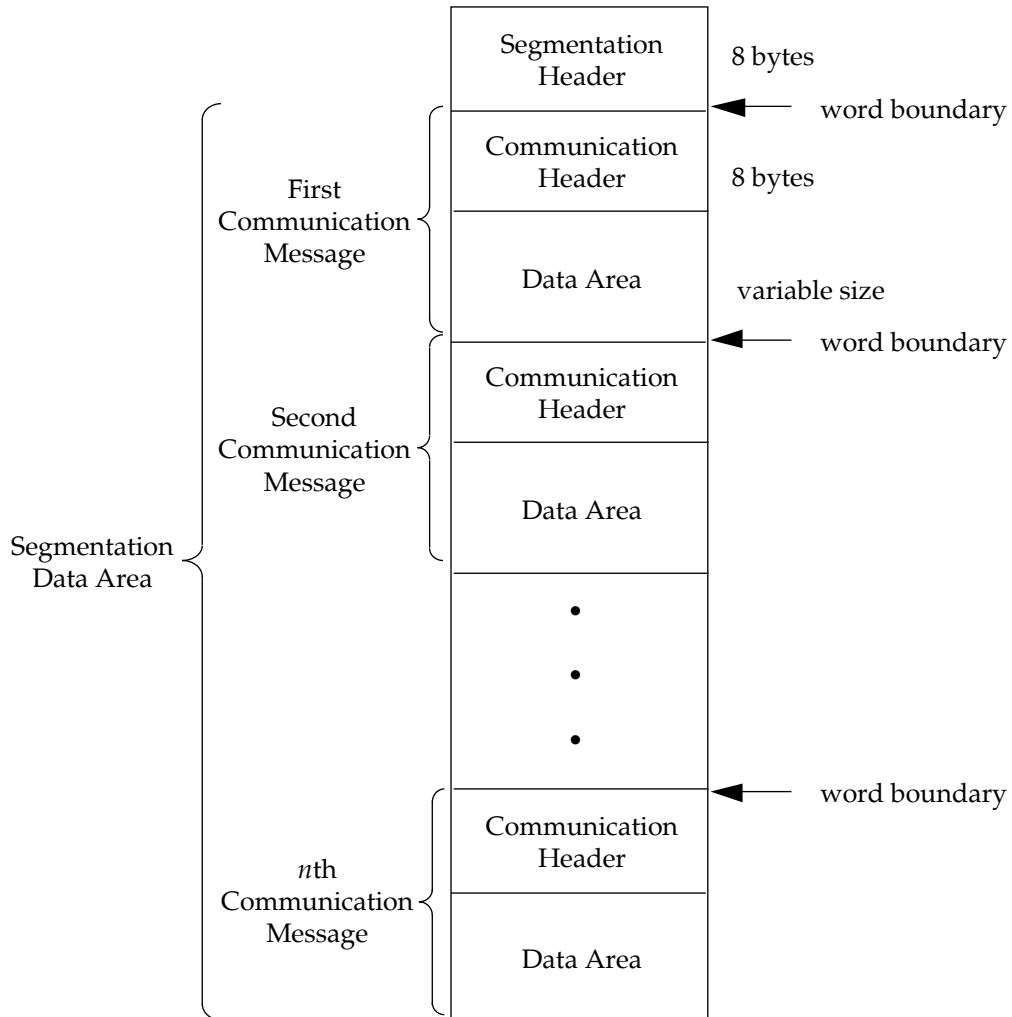 Segmentation
Header
8 bytes
word boundary
Communication
Header
8 bytes
First
Communication
Message
Data Area
variable size
word boundary
Communication
Header
Second
Communication
Message
Data Area
Segmentation
Data Area
word boundary
Communication
Header
nth
Communication
Message
Data Area